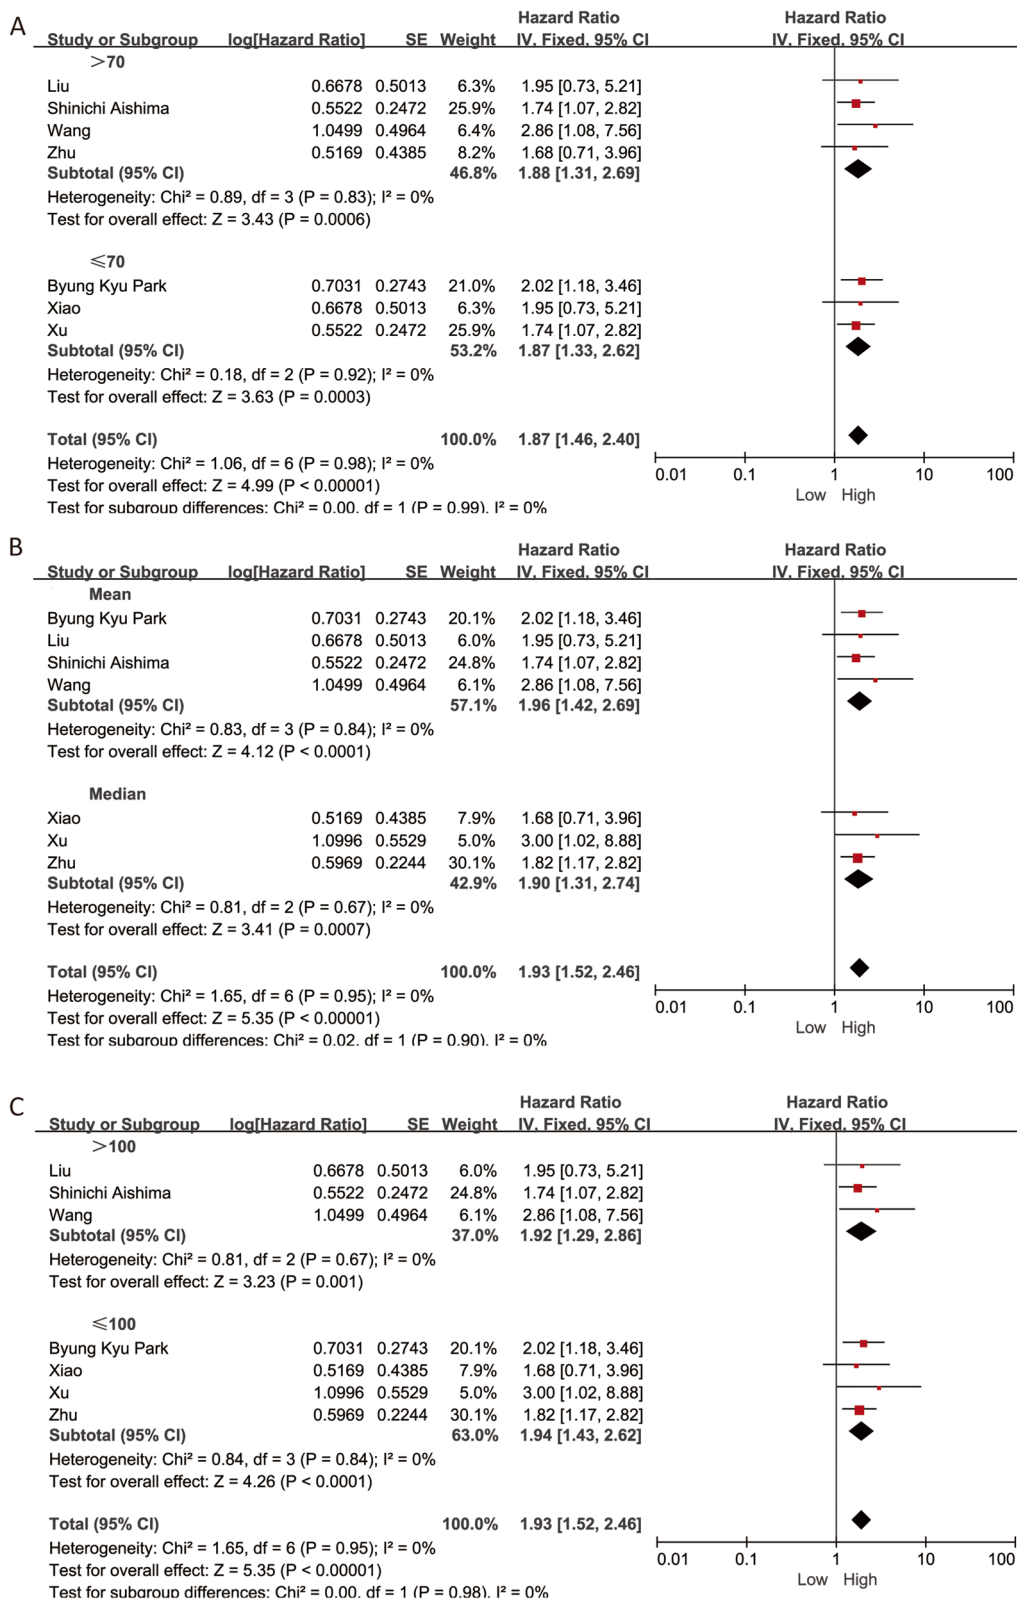 A
Hazard Ratio Hazard Ratio
Study or Subgroup log[Hazard Ratio] SE Weight IV, Fixed, 95% CI IV, Fixed, 95% CI
>70
Liu 0.6678 0.5013 6.3% 1.95 [0.73, 5.21]
Shinichi Aishima 0.5522 0.2472 25.9% 1.74 [1.07, 2.82]
Wang 1.0499 0.4964 6.4% 2.86 [1.08, 7.56]
Zhu 0.5169 0.4385 8.2% 1.68 [0.71, 3.96]
Subtotal (95% CI) 46.8% 1.88 [1.31, 2.69]
Heterogeneity: Chi² = 0.89, df = 3 (P = 0.83); I² = 0%
Test for overall effect: Z = 3.43 (P = 0.0006)
≤70
Byung Kyu Park 0.7031 0.2743 21.0% 2.02 [1.18, 3.46]
Xiao 0.6678 0.5013 6.3% 1.95 [0.73, 5.21]
Xu 0.5522 0.2472 25.9% 1.74 [1.07, 2.82]
Subtotal (95% CI) 53.2% 1.87 [1.33, 2.62]
Heterogeneity: Chi² = 0.18, df = 2 (P = 0.92); I² = 0%
Test for overall effect: Z = 3.63 (P = 0.0003)
Total (95% CI) 100.0% 1.87 [1.46, 2.40]
Heterogeneity: Chi² = 1.06, df = 6 (P = 0.98); I² = 0%
Test for overall effect: Z = 4.99 (P < 0.00001)
Test for subgroup differences: Chi² = 0.00, df = 1 (P = 0.99), I² = 0%
0.01 0.1 1 10 100
Low High
B
Hazard Ratio Hazard Ratio
Study or Subgroup log[Hazard Ratio] SE Weight IV, Fixed, 95% CI IV, Fixed, 95% CI
Mean
Byung Kyu Park 0.7031 0.2743 20.1% 2.02 [1.18, 3.46]
Liu 0.6678 0.5013 6.0% 1.95 [0.73, 5.21]
Shinichi Aishima 0.5522 0.2472 24.8% 1.74 [1.07, 2.82]
Wang 1.0499 0.4964 6.1% 2.86 [1.08, 7.56]
Subtotal (95% CI) 57.1% 1.96 [1.42, 2.69]
Heterogeneity: Chi² = 0.83, df = 3 (P = 0.84); I² = 0%
Test for overall effect: Z = 4.12 (P < 0.0001)
Median
Xiao 0.5169 0.4385 7.9% 1.68 [0.71, 3.96]
Xu 1.0996 0.5529 5.0% 3.00 [1.02, 8.88]
Zhu 0.5969 0.2244 30.1% 1.82 [1.17, 2.82]
Subtotal (95% CI) 42.9% 1.90 [1.31, 2.74]
Heterogeneity: Chi² = 0.81, df = 2 (P = 0.67); I² = 0%
Test for overall effect: Z = 3.41 (P = 0.0007)
Total (95% CI) 100.0% 1.93 [1.52, 2.46]
Heterogeneity: Chi² = 1.65, df = 6 (P = 0.95); I² = 0%
Test for overall effect: Z = 5.35 (P < 0.00001)
Test for subgroup differences: Chi² = 0.02, df = 1 (P = 0.90), I² = 0%
0.01 0.1 1 10 100
Low High
C
Hazard Ratio Hazard Ratio
Study or Subgroup log[Hazard Ratio] SE Weight IV, Fixed, 95% CI IV, Fixed, 95% CI
>100
Liu 0.6678 0.5013 6.0% 1.95 [0.73, 5.21]
Shinichi Aishima 0.5522 0.2472 24.8% 1.74 [1.07, 2.82]
Wang 1.0499 0.4964 6.1% 2.86 [1.08, 7.56]
Subtotal (95% CI) 37.0% 1.92 [1.29, 2.86]
Heterogeneity: Chi² = 0.81, df = 2 (P = 0.67); I² = 0%
Test for overall effect: Z = 3.23 (P = 0.001)
≤100
Byung Kyu Park 0.7031 0.2743 20.1% 2.02 [1.18, 3.46]
Xiao 0.5169 0.4385 7.9% 1.68 [0.71, 3.96]
Xu 1.0996 0.5529 5.0% 3.00 [1.02, 8.88]
Zhu 0.5969 0.2244 30.1% 1.82 [1.17, 2.82]
Subtotal (95% CI) 63.0% 1.94 [1.43, 2.62]
Heterogeneity: Chi² = 0.84, df = 3 (P = 0.84); I² = 0%
Test for overall effect: Z = 4.26 (P < 0.0001)
Total (95% CI) 100.0% 1.93 [1.52, 2.46]
Heterogeneity: Chi² = 1.65, df = 6 (P = 0.95); I² = 0%
Test for overall effect: Z = 5.35 (P < 0.00001)
Test for subgroup differences: Chi² = 0.00, df = 1 (P = 0.98), I² = 0%
0.01 0.1 1 10 100
Low High